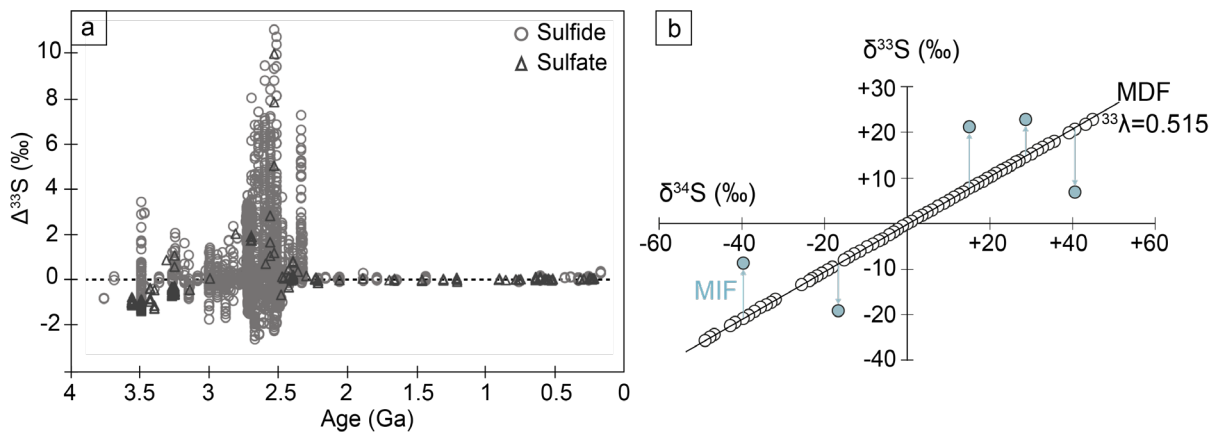 a
Sulfide
Sulfate
Δ³³S (‰)
10
8
6
4
2
0
-2
4
3.5
3
2.5
2
1.5
1
0.5
0
Age (Ga)
b
δ³³S (‰)
+30
+20
+10
-10
-20
-30
-40
MDF
³³λ=0.515
δ³⁴S (‰)
-60
-40
-20
+20
+40
+60
MIF